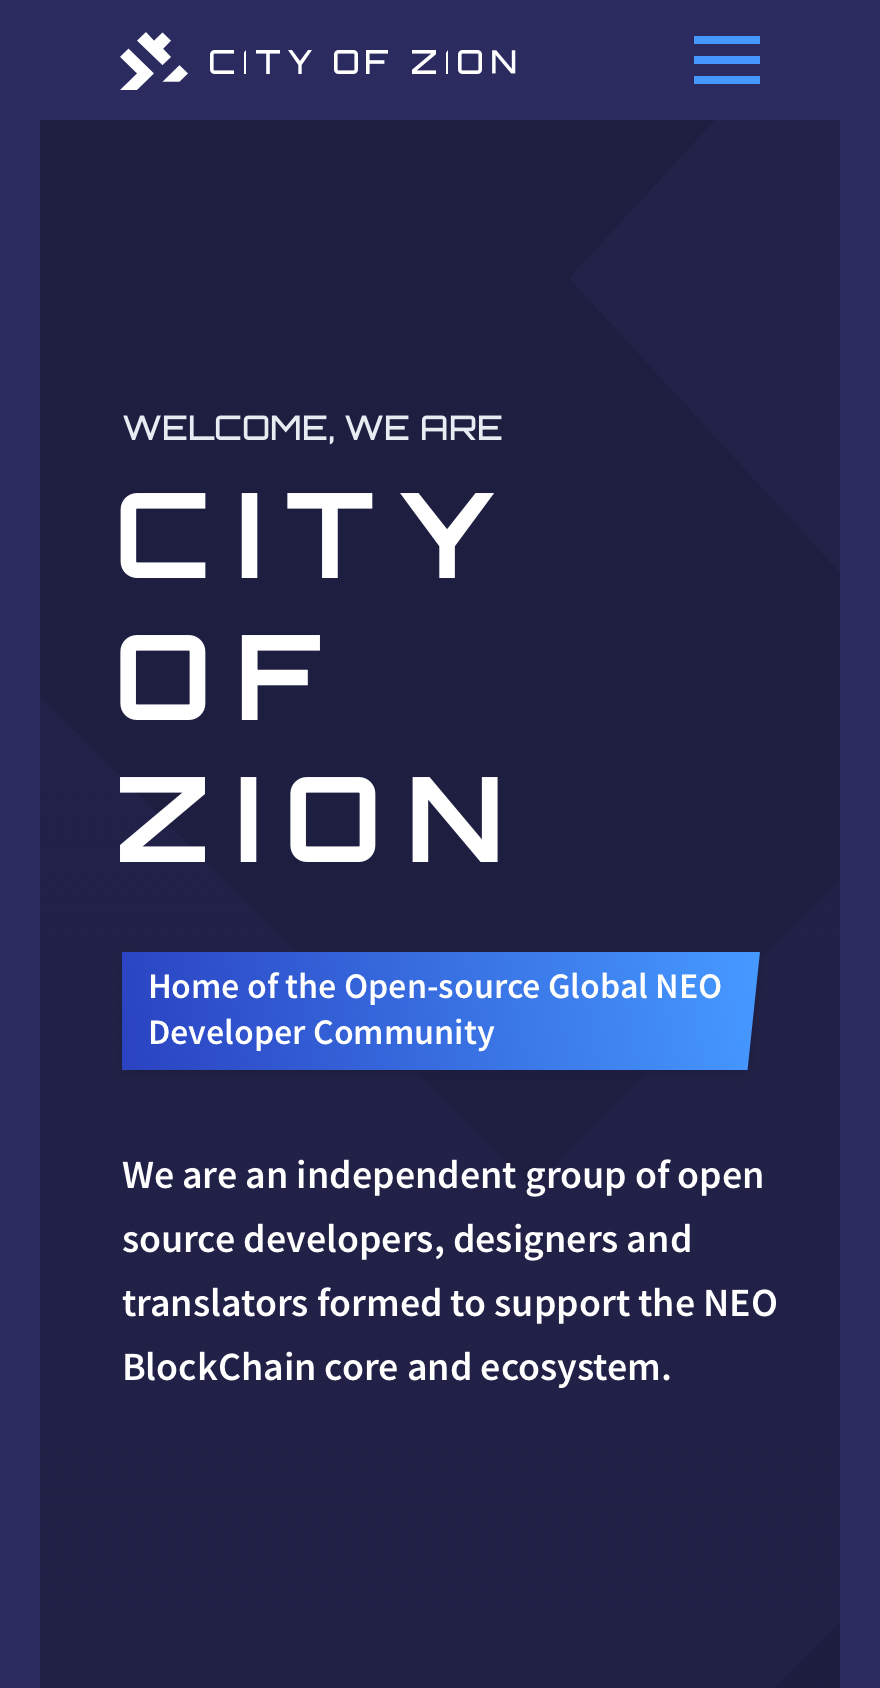 CITY OF ZION
WELCOME, WE ARE
CITY
OF
ZION
Home of the Open-source Global NEO
Developer Community
We are an independent group of open
source developers, designers and
translators formed to support the NEO
BlockChain core and ecosystem.